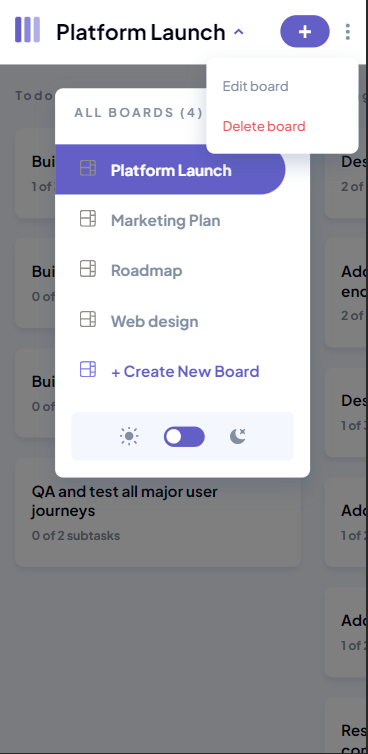 Platform Launch
+
Edit board
Delete board
Todo
ALL BOARDS (4)
Platform Launch
Marketing Plan
Roadmap
Web design
+ Create New Board
Bui
1 of
Bui
0 of
Bui
0 of
QA and test all major user
journeys
0 of 2 subtasks
g
Des
2 of
Add
end
2 of
Des
1 of
Add
1 of
Add
1 of
Res
con